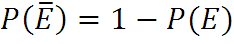 P(Ē) = 1 − P(E)